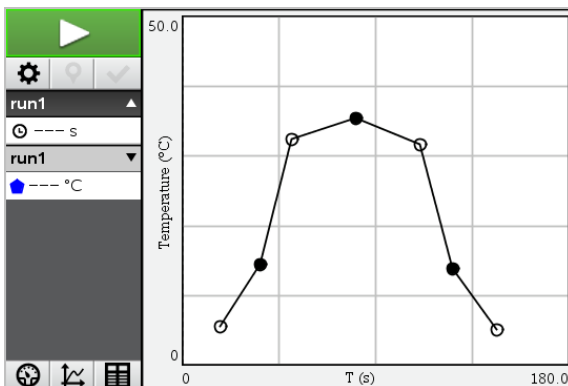 run1
--- s
run1
--- °C
50.0
Temperature (°C)
0
0
T (s)
180.0